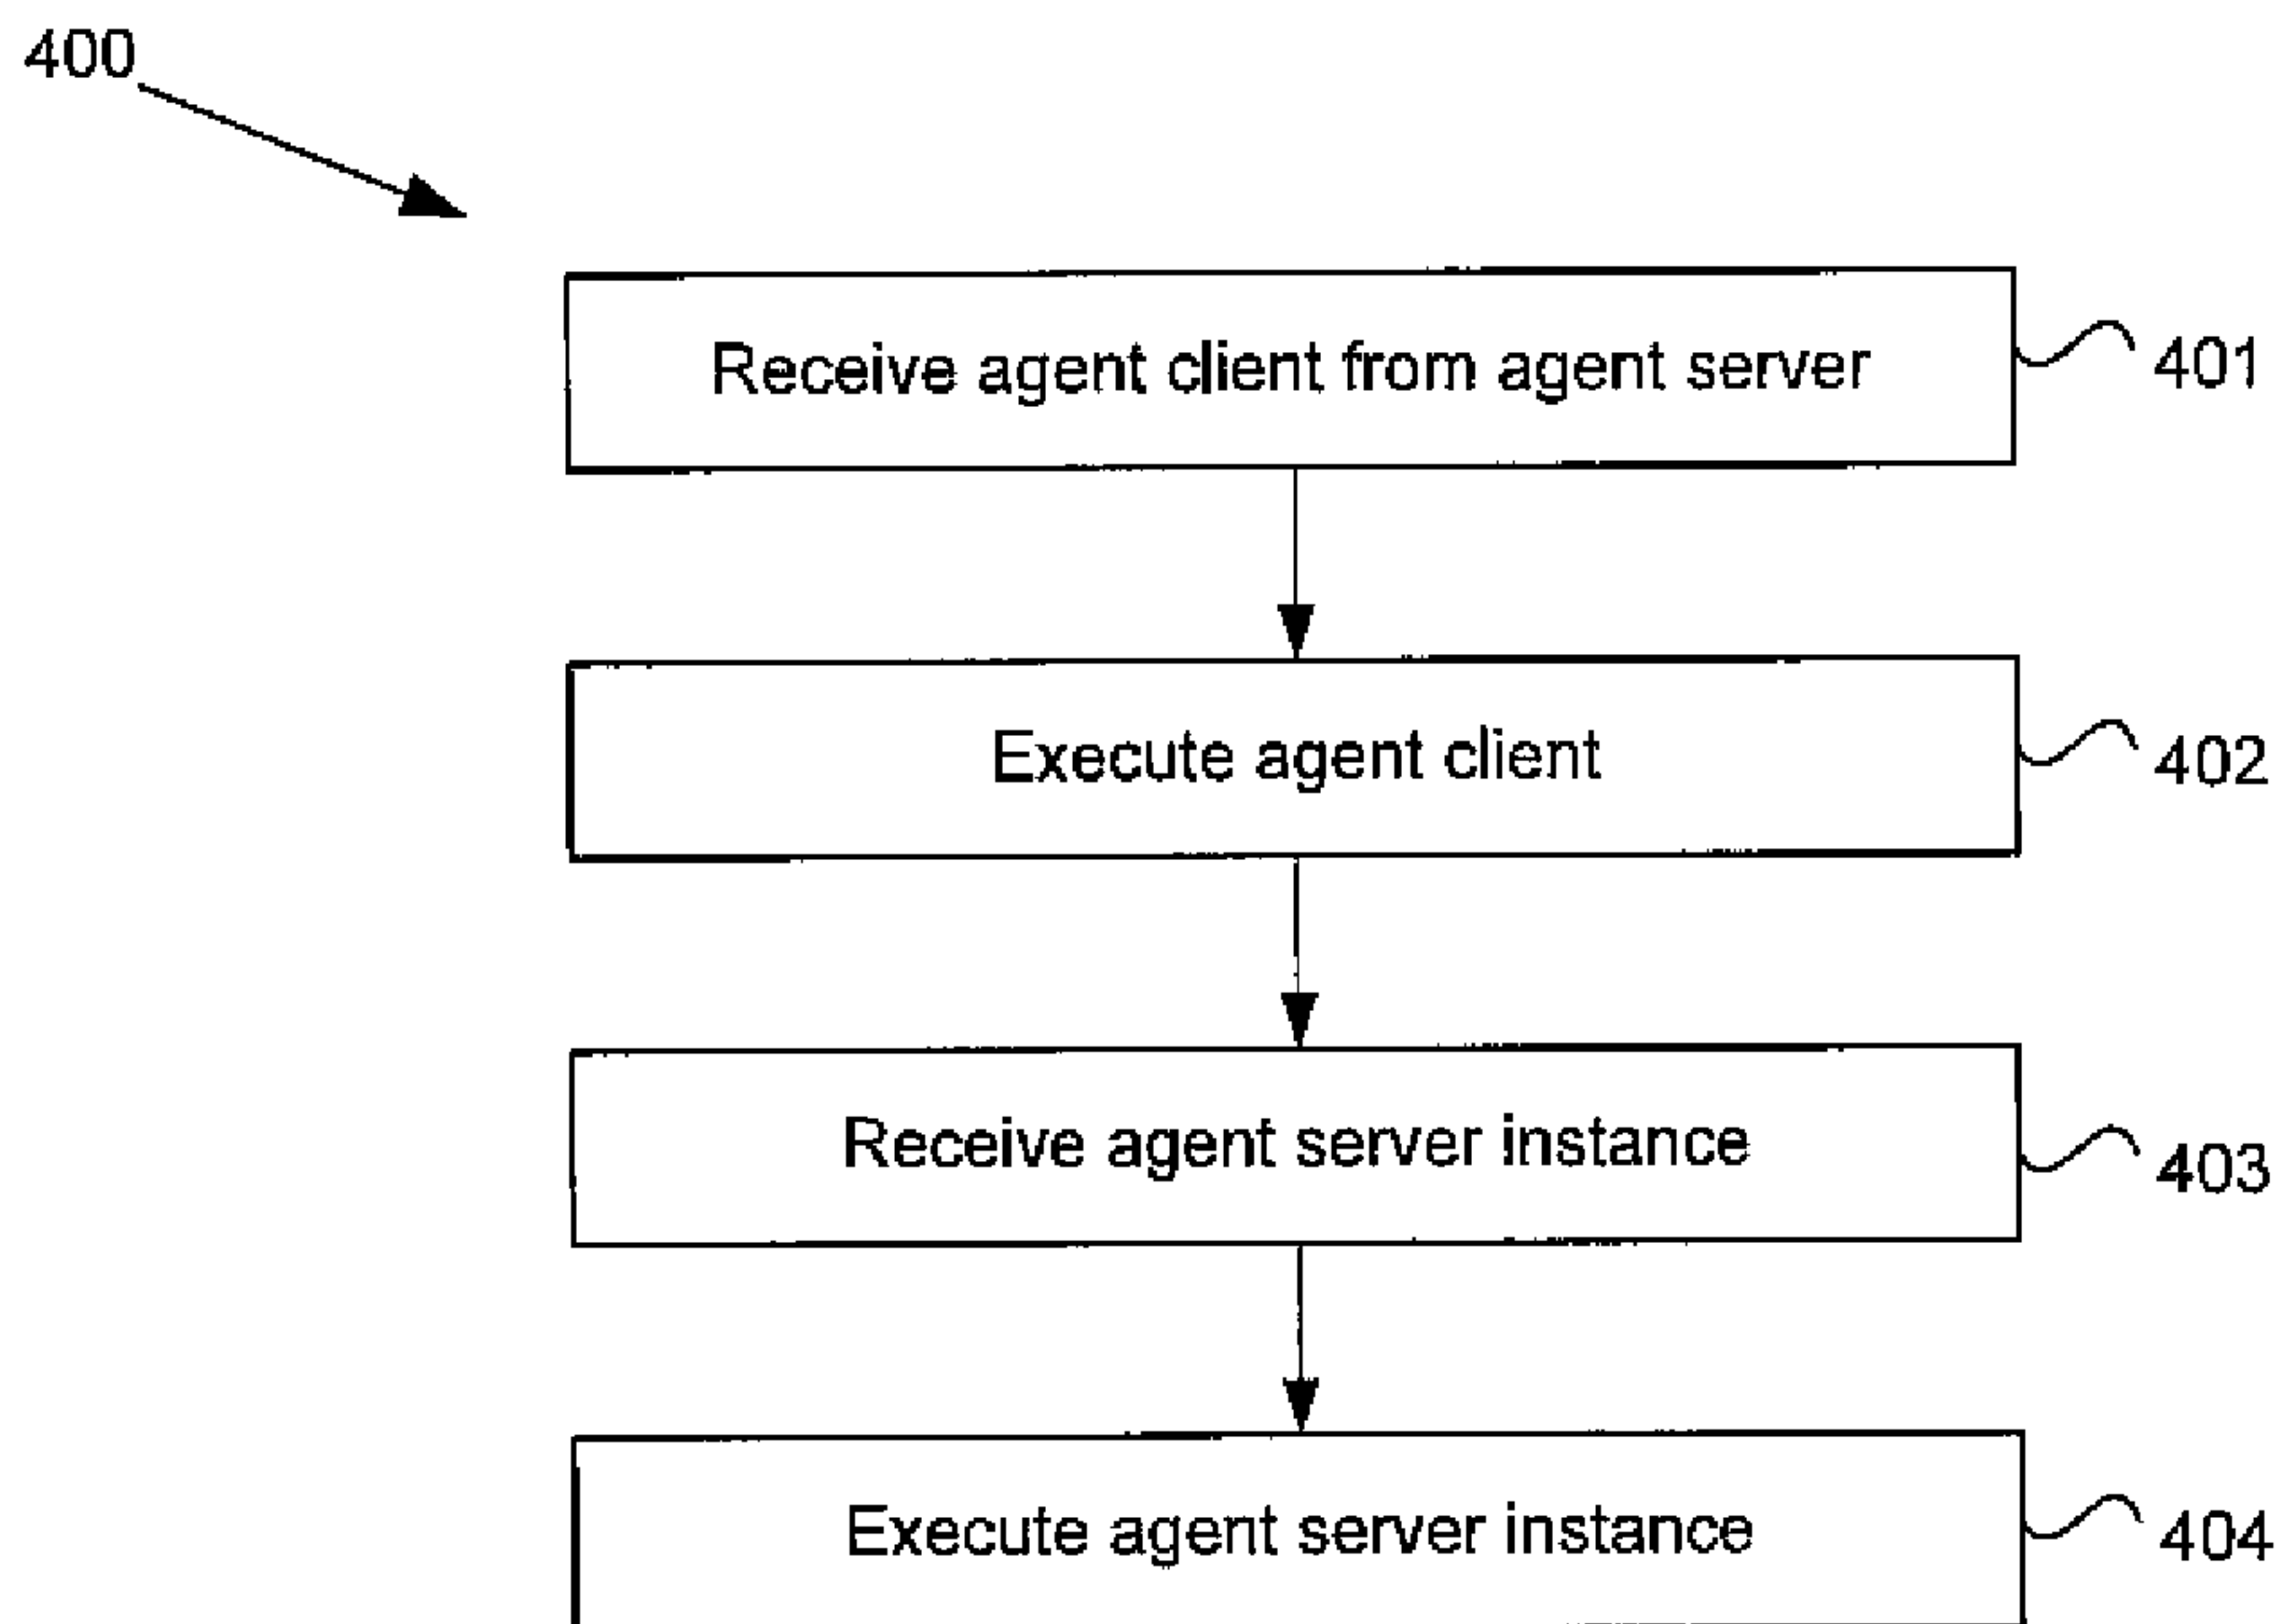 400
Receive agent client from agent server
401
Execute agent client
402
Receive agent server instance
403
Execute agent server instance
404